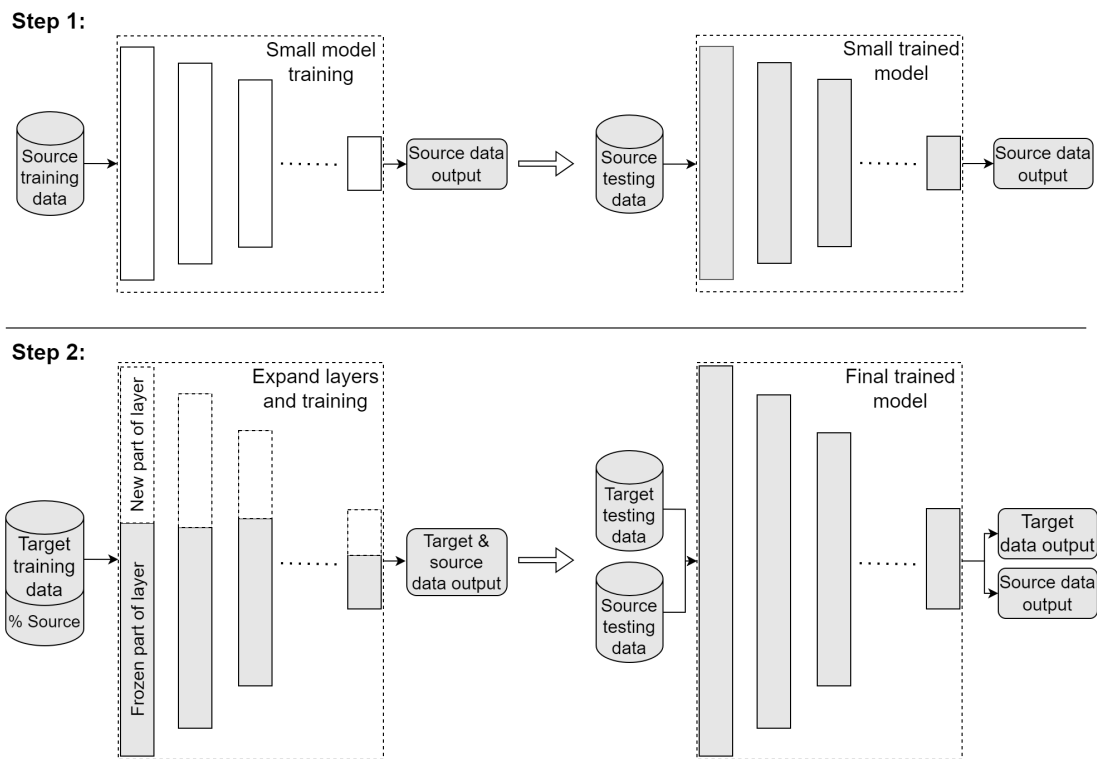 Step 1:
Small model
training
Source
training
data
Source data
output
Small trained
model
Source
testing
data
Source data
output
Step 2:
Expand layers
and training
New part of layer
Frozen part of layer
Target
training
data
% Source
Target &
source
data output
Final trained
model
Target
testing
data
Source
testing
data
Target
data output
Source data
output